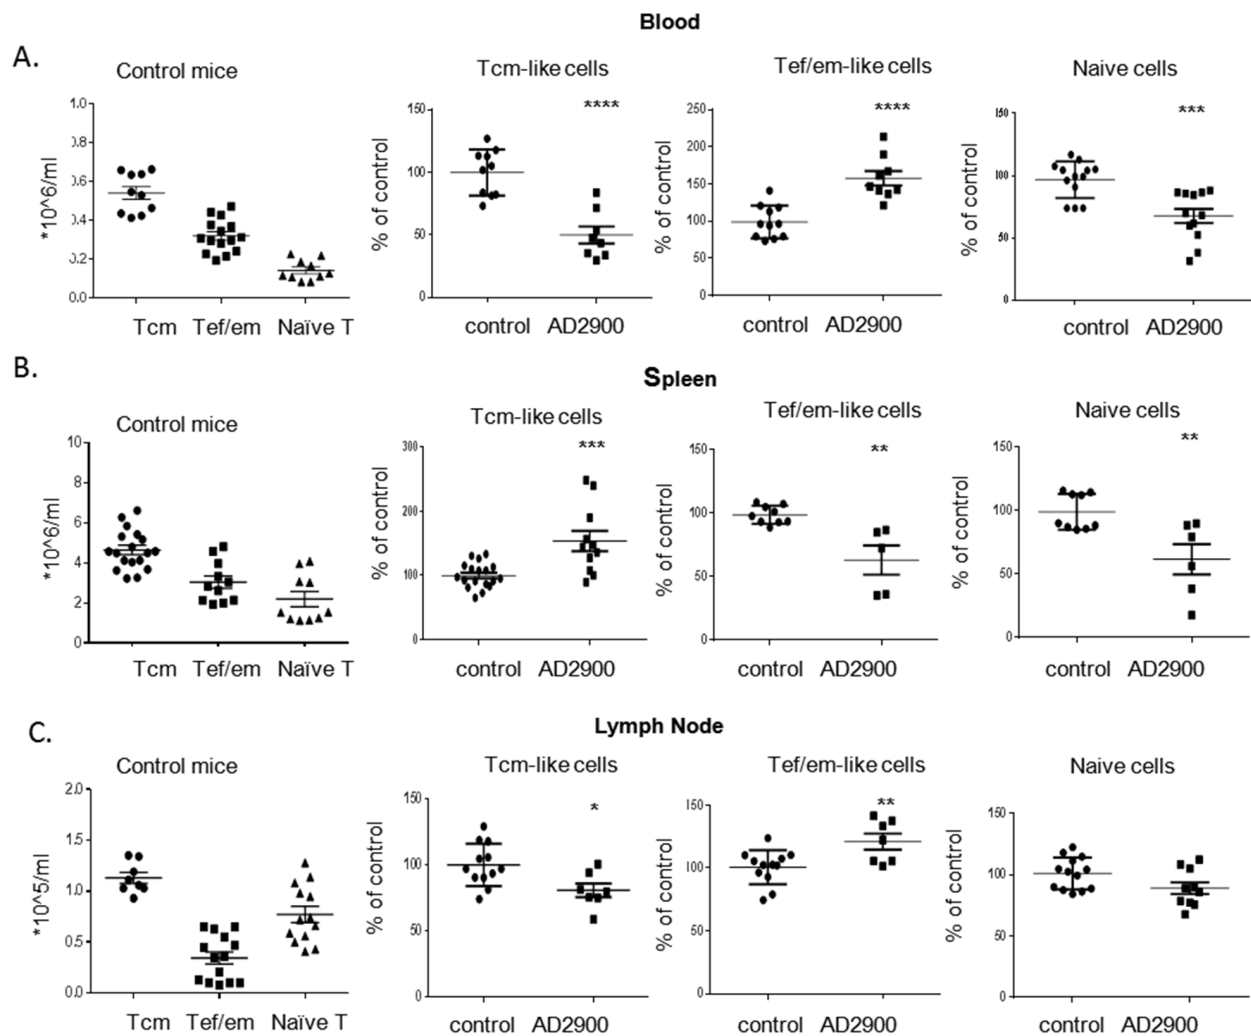 Blood
A.
Control mice
Tcm-like cells
Tef/em-like cells
Naive cells
*10^6/ml
1.0
0.8
0.6
0.4
0.2
0.0
Tcm Tef/em Naïve T
% of control
150
100
50
0
****
control AD2900
% of control
250
200
150
100
50
0
****
control AD2900
% of control
150
100
50
0
***
control AD2900
B.
Spleen
Control mice
Tcm-like cells
Tef/em-like cells
Naive cells
*10^6/ml
10
8
6
4
2
0
Tcm Tef/em Naïve T
% of control
300
200
100
0
***
control AD2900
% of control
150
100
50
0
**
control AD2900
% of control
150
100
50
0
**
control AD2900
C.
Lymph Node
Control mice
Tcm-like cells
Tef/em-like cells
Naive cells
*10^5/ml
2.0
1.5
1.0
0.5
0.0
Tcm Tef/em Naïve T
% of control
150
100
50
0
*
control AD2900
% of control
150
100
50
0
**
control AD2900
% of control
150
100
50
0
control AD2900